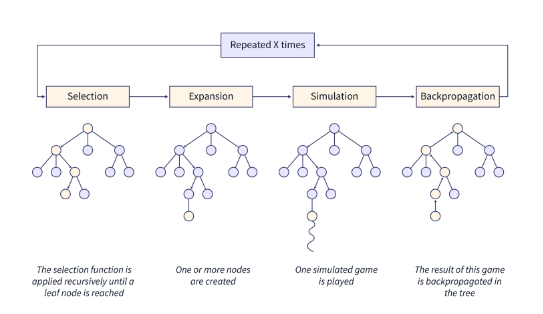 Repeated X times
Selection
Expansion
Simulation
Backpropagation
The selection function is
applied recursively until a
leaf node is reached
One or more nodes
are created
One simulated game
is played
The result of this game
is backpropagated in
the tree